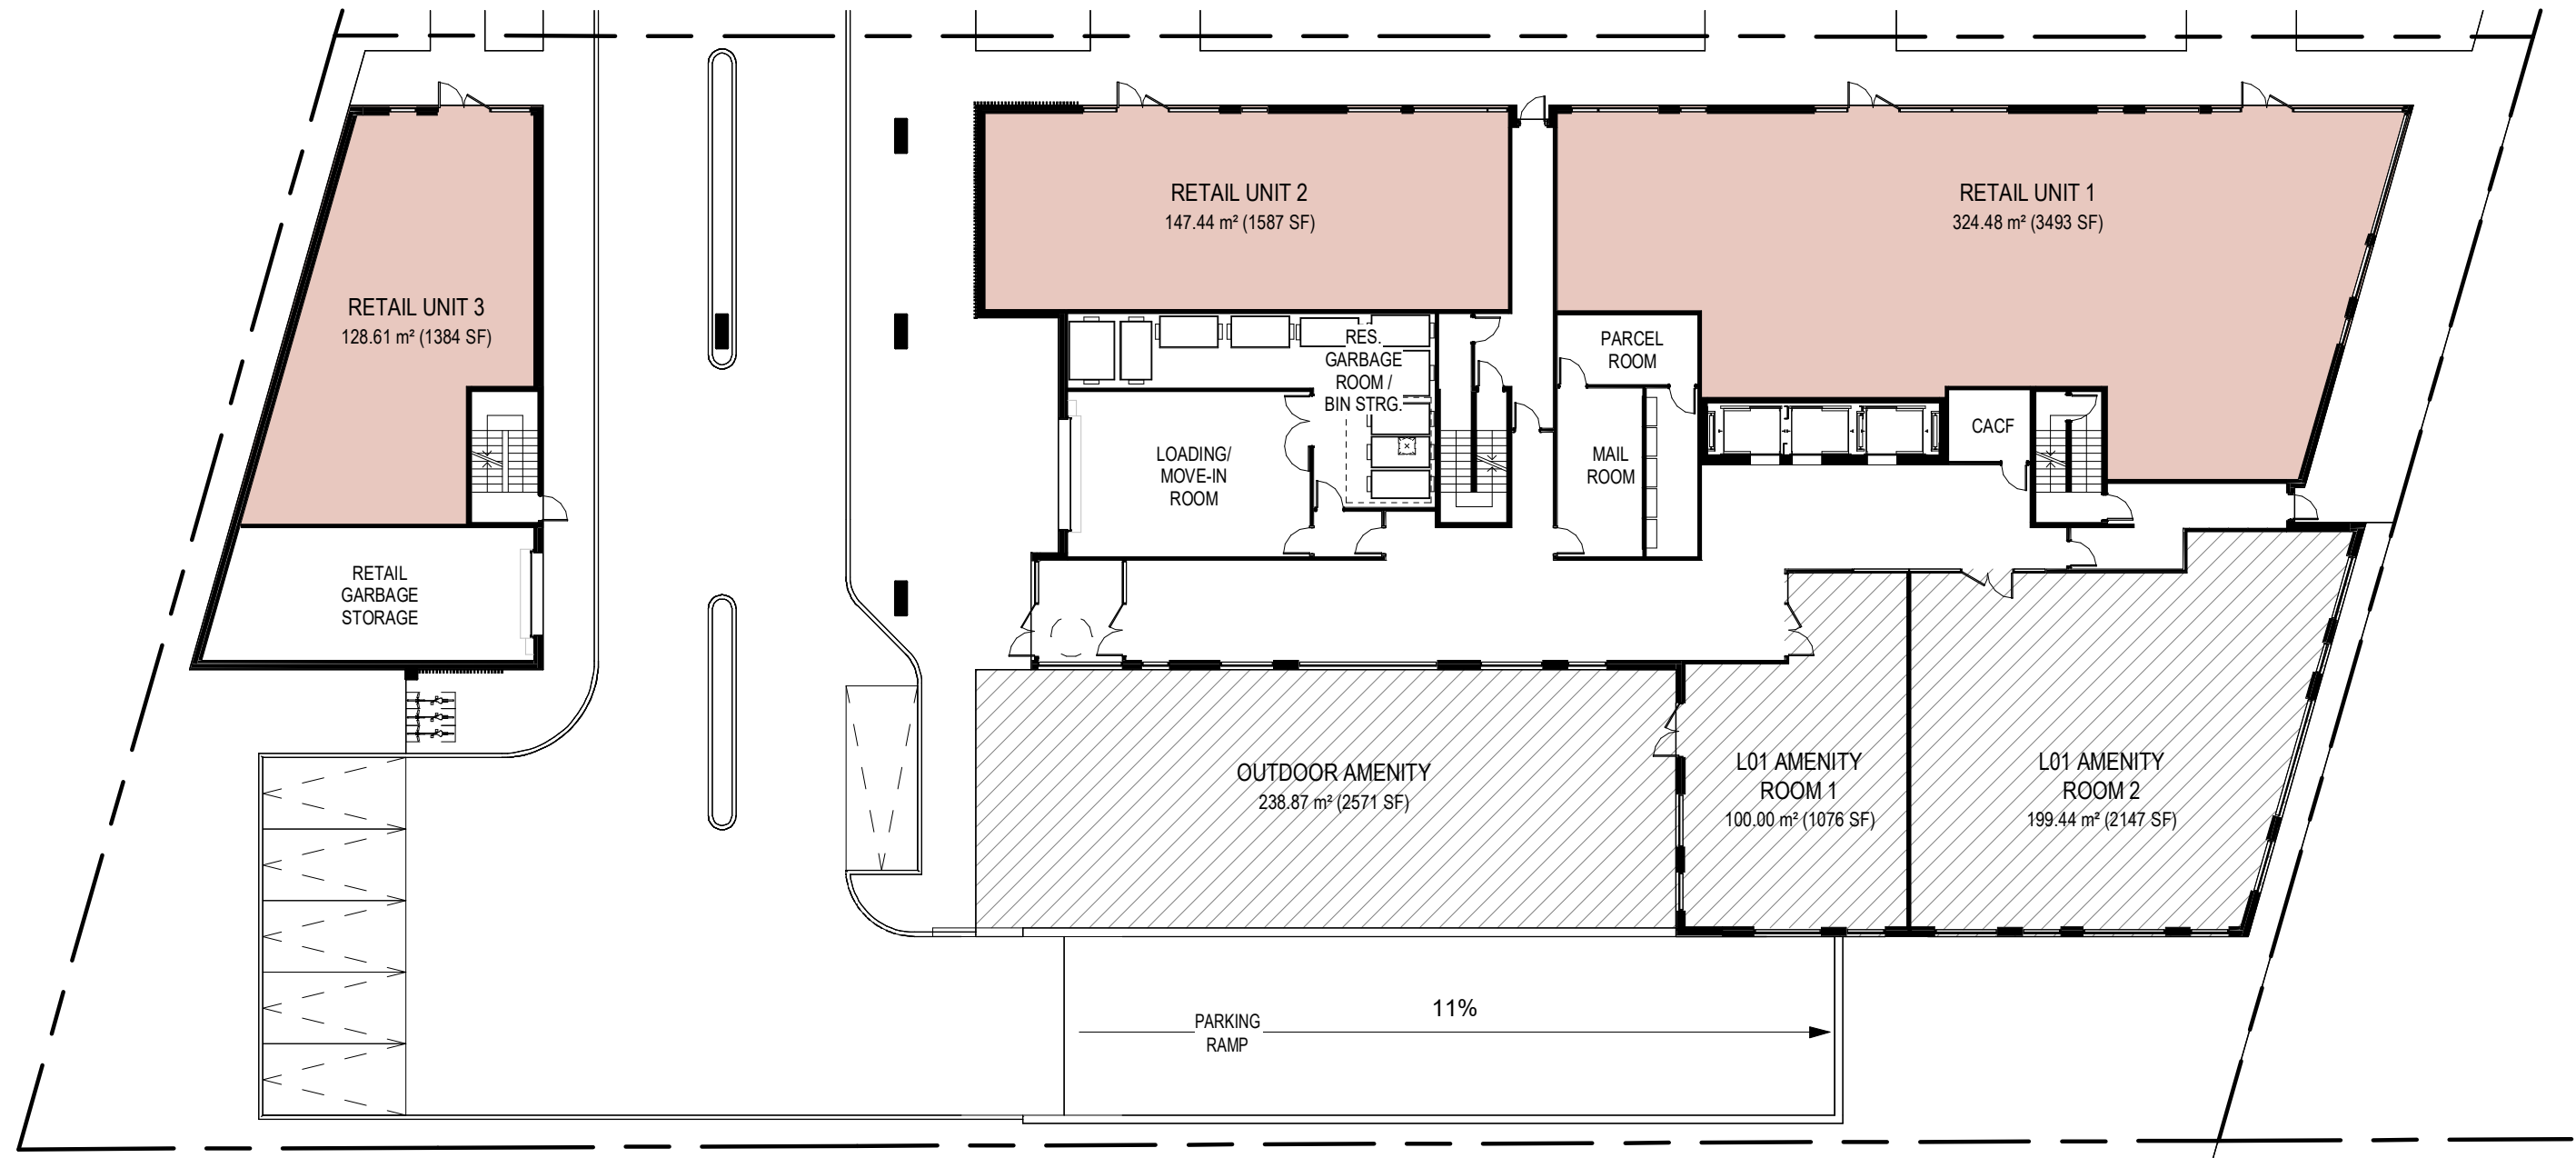 RETAIL UNIT 2
147.44 m² (1587 SF)
RETAIL UNIT 1
324.48 m² (3493 SF)
RETAIL UNIT 3
128.61 m² (1384 SF)
RES.
GARBAGE
ROOM /
BIN STRG.
PARCEL
ROOM
CACF
LOADING/
MOVE-IN
ROOM
MAIL
ROOM
RETAIL
GARBAGE
STORAGE
OUTDOOR AMENITY
238.87 m² (2571 SF)
L01 AMENITY
ROOM 1
100.00 m² (1076 SF)
L01 AMENITY
ROOM 2
199.44 m² (2147 SF)
11%
PARKING
RAMP